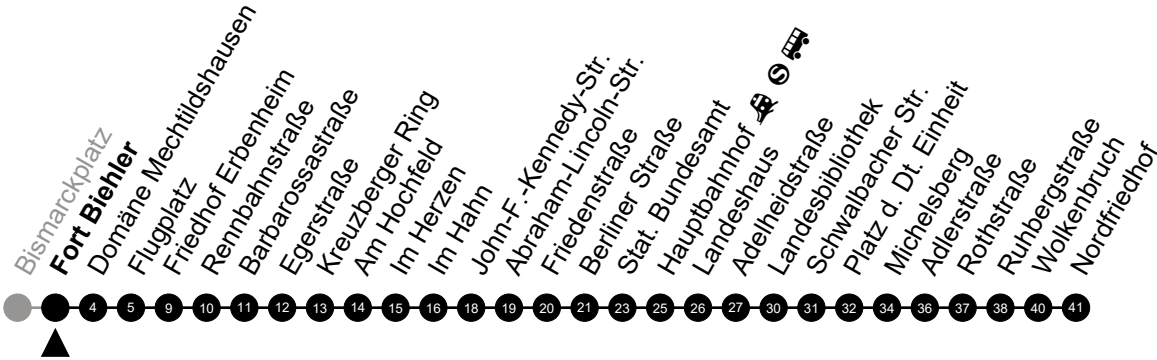 Bismarckplatz
Fort Biehler
Domäne Mechtildshausen
Flugplatz
Friedhof Erbenheim
Rennbahnstraße
Barbarossastraße
Egerstraße
Kreuzberger Ring
Am Hochfeld
Im Herzen
Im Hahn
John-F.-Kennedy-Str.
Abraham-Lincoln-Str.
Friedenstraße
Berliner Straße
Stat. Bundesamt
Hauptbahnhof S
Landeshaus
Adelheidstraße
Landesbibliothek
Schwalbacher Str.
Platz d. Dt. Einheit
Michelsberg
Adlerstraße
Rothstraße
Ruhbergstraße
Wolkenbruch
Nordfriedhof
4 5 9 10 11 12 13 14 15 16 18 19 20 21 23 25 26 27 30 31 32 34 36 37 38 40 41